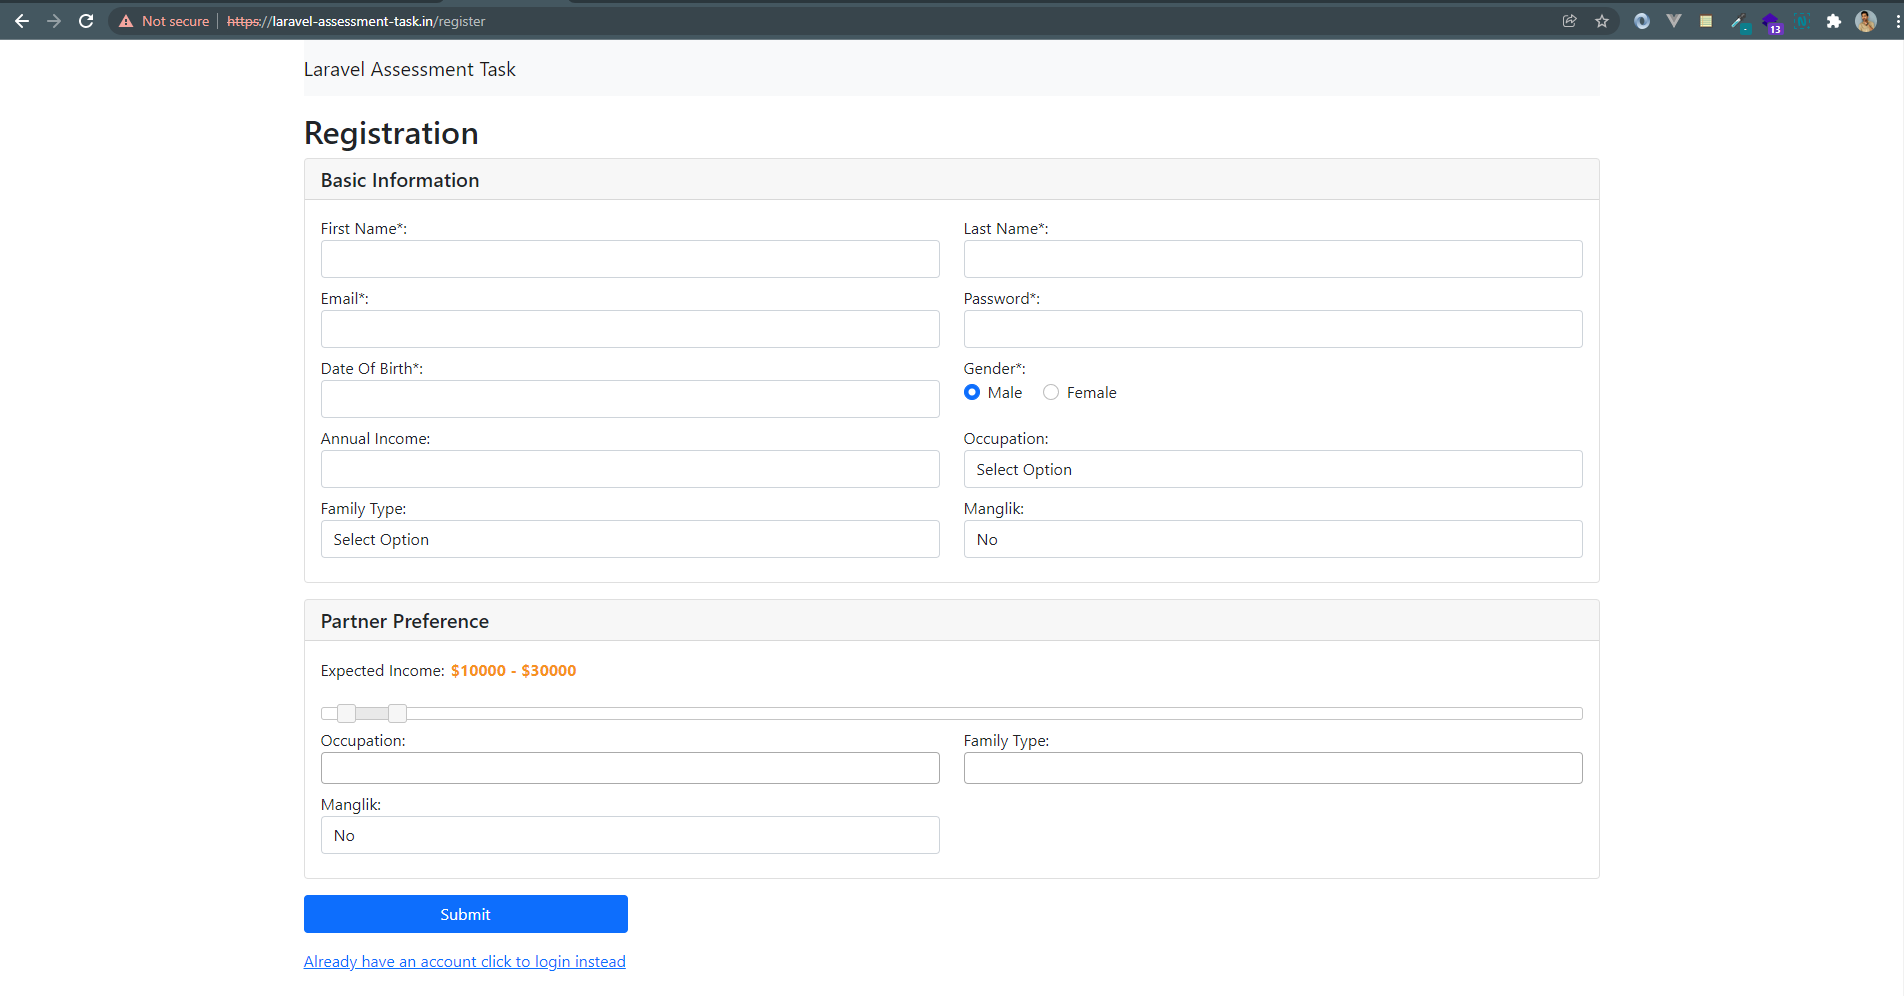 Not secure https://laravel-assessment-task.in/register
13
N
Laravel Assessment Task
Registration
Basic Information
First Name*: Last Name*:
Email*: Password*:
Date Of Birth*: Gender*:
Male Female
Annual Income: Occupation:
Select Option
Family Type: Manglik:
Select Option No
Partner Preference
Expected Income: $10000 - $30000
Occupation: Family Type:
Manglik:
No
Submit
Already have an account click to login instead